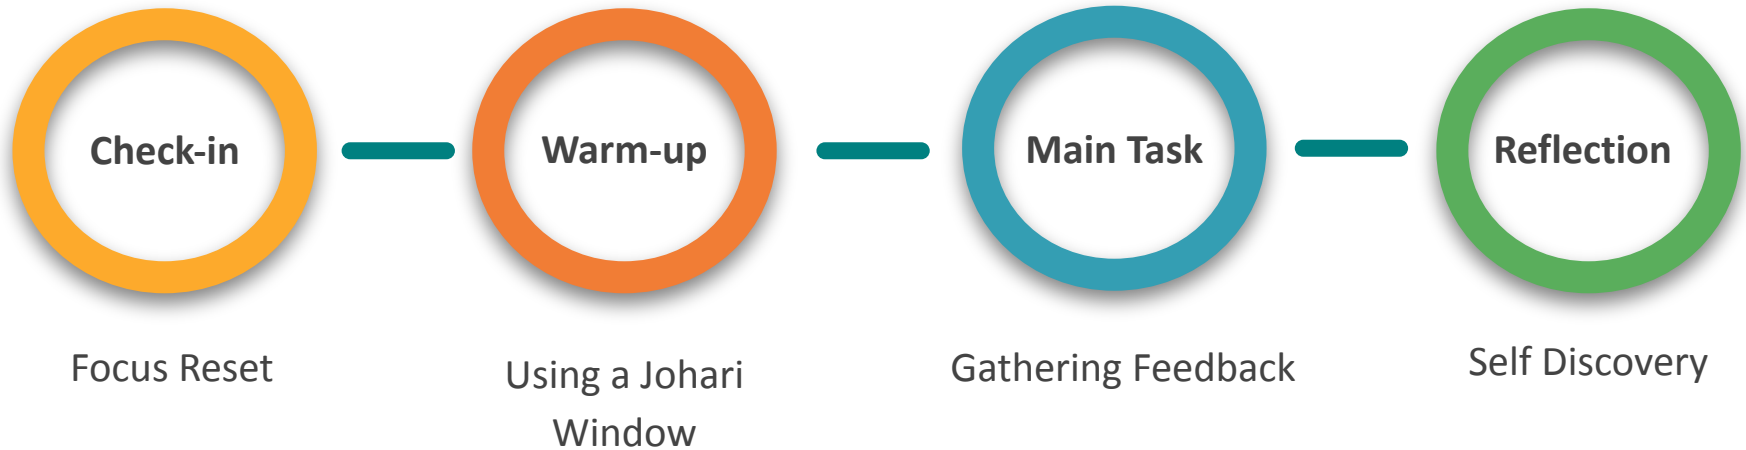 Check-in
Warm-up
Main Task
Reflection
Focus Reset
Using a Johari
Window
Gathering Feedback
Self Discovery